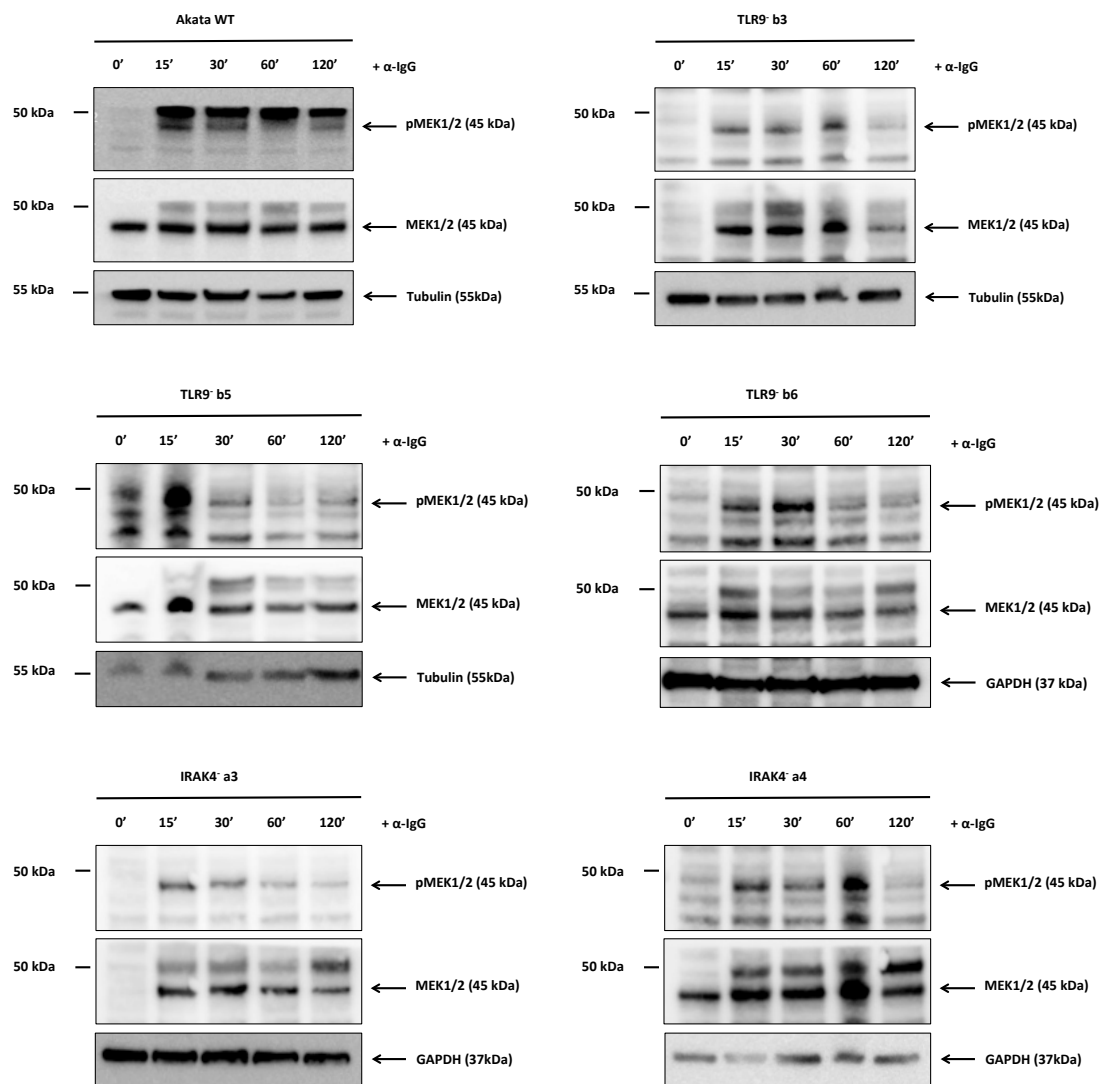 Akata WT
0’ 15’ 30’ 60’ 120’ + α-IgG
50 kDa
pMEK1/2 (45 kDa)
50 kDa
MEK1/2 (45 kDa)
55 kDa
Tubulin (55kDa)
TLR9⁻ b3
0’ 15’ 30’ 60’ 120’ + α-IgG
50 kDa
pMEK1/2 (45 kDa)
50 kDa
MEK1/2 (45 kDa)
55 kDa
Tubulin (55kDa)
TLR9⁻ b5
0’ 15’ 30’ 60’ 120’ + α-IgG
50 kDa
pMEK1/2 (45 kDa)
50 kDa
MEK1/2 (45 kDa)
55 kDa
Tubulin (55kDa)
TLR9⁻ b6
0’ 15’ 30’ 60’ 120’ + α-IgG
50 kDa
pMEK1/2 (45 kDa)
50 kDa
MEK1/2 (45 kDa)
GAPDH (37 kDa)
IRAK4⁻ a3
0’ 15’ 30’ 60’ 120’ + α-IgG
50 kDa
pMEK1/2 (45 kDa)
50 kDa
MEK1/2 (45 kDa)
GAPDH (37kDa)
IRAK4⁻ a4
0’ 15’ 30’ 60’ 120’ + α-IgG
50 kDa
pMEK1/2 (45 kDa)
50 kDa
MEK1/2 (45 kDa)
GAPDH (37kDa)